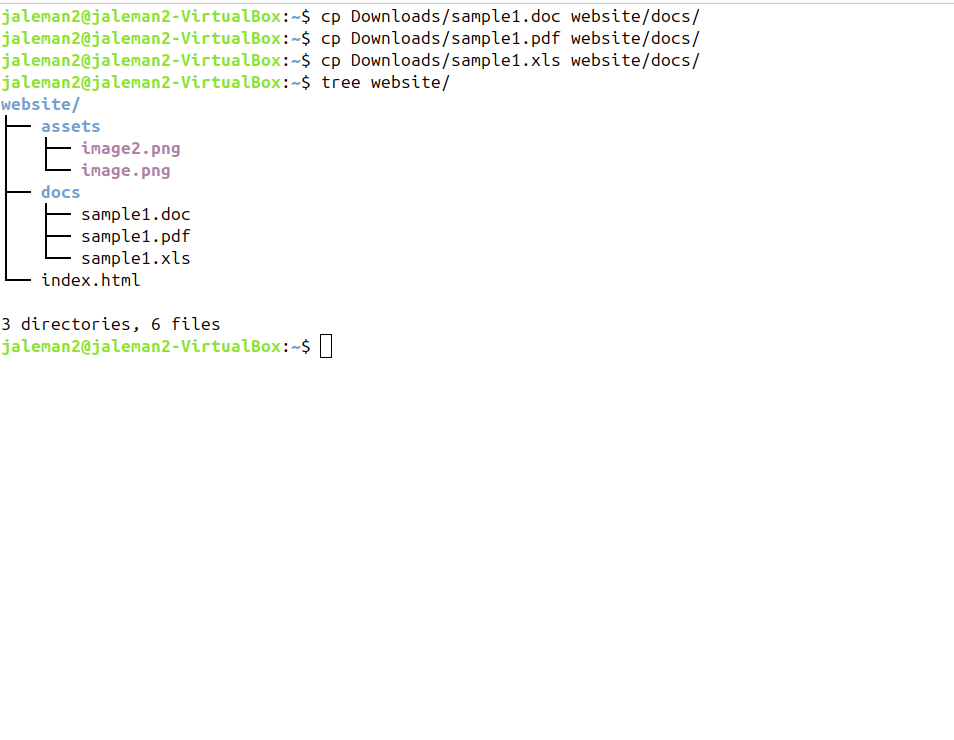 jaleman2@jaleman2-VirtualBox:~$ cp Downloads/sample1.doc website/docs/
jaleman2@jaleman2-VirtualBox:~$ cp Downloads/sample1.pdf website/docs/
jaleman2@jaleman2-VirtualBox:~$ cp Downloads/sample1.xls website/docs/
jaleman2@jaleman2-VirtualBox:~$ tree website/
website/
├── assets
│   ├── image2.png
│   └── image.png
├── docs
│   ├── sample1.doc
│   ├── sample1.pdf
│   └── sample1.xls
└── index.html

3 directories, 6 files
jaleman2@jaleman2-VirtualBox:~$